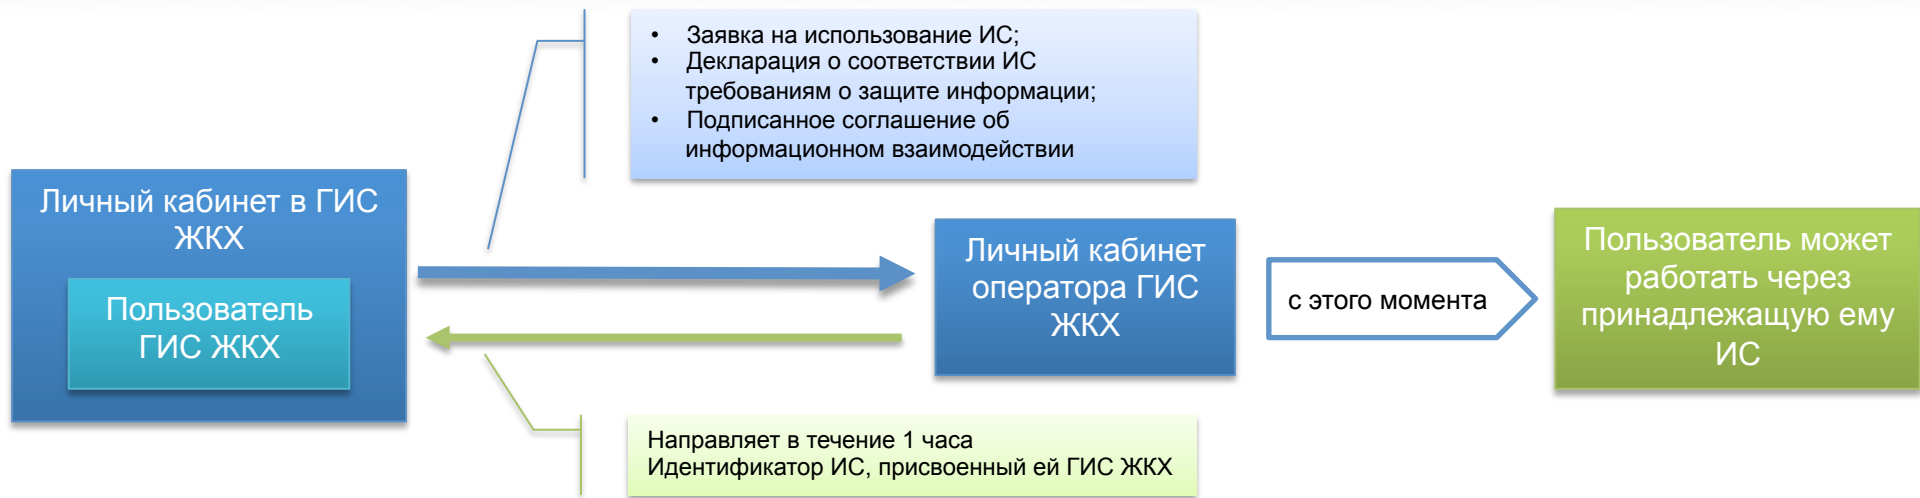 • Заявка на использование ИС;
• Декларация о соответствии ИС
требованиям о защите информации;
• Подписанное соглашение об
информационном взаимодействии
Личный кабинет в ГИС
ЖКХ
Пользователь
ГИС ЖКХ
Личный кабинет
оператора ГИС
ЖКХ
с этого момента
Пользователь может
работать через
принадлежащую ему
ИС
Направляет в течение 1 часа
Идентификатор ИС, присвоенный ей ГИС ЖКХ